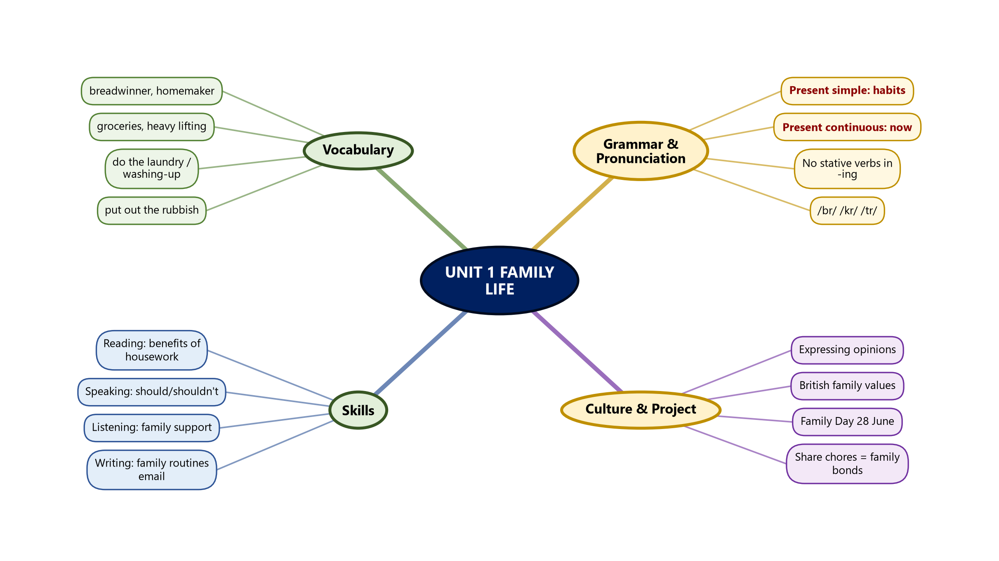 UNIT 1 FAMILY
LIFE
Vocabulary
breadwinner, homemaker
groceries, heavy lifting
do the laundry /
washing-up
put out the rubbish
Grammar &
Pronunciation
Present simple: habits
Present continuous: now
No stative verbs in
-ing
/br/ /kr/ /tr/
Skills
Reading: benefits of
housework
Speaking: should/shouldn't
Listening: family support
Writing: family routines
email
Culture & Project
Expressing opinions
British family values
Family Day 28 June
Share chores = family
bonds